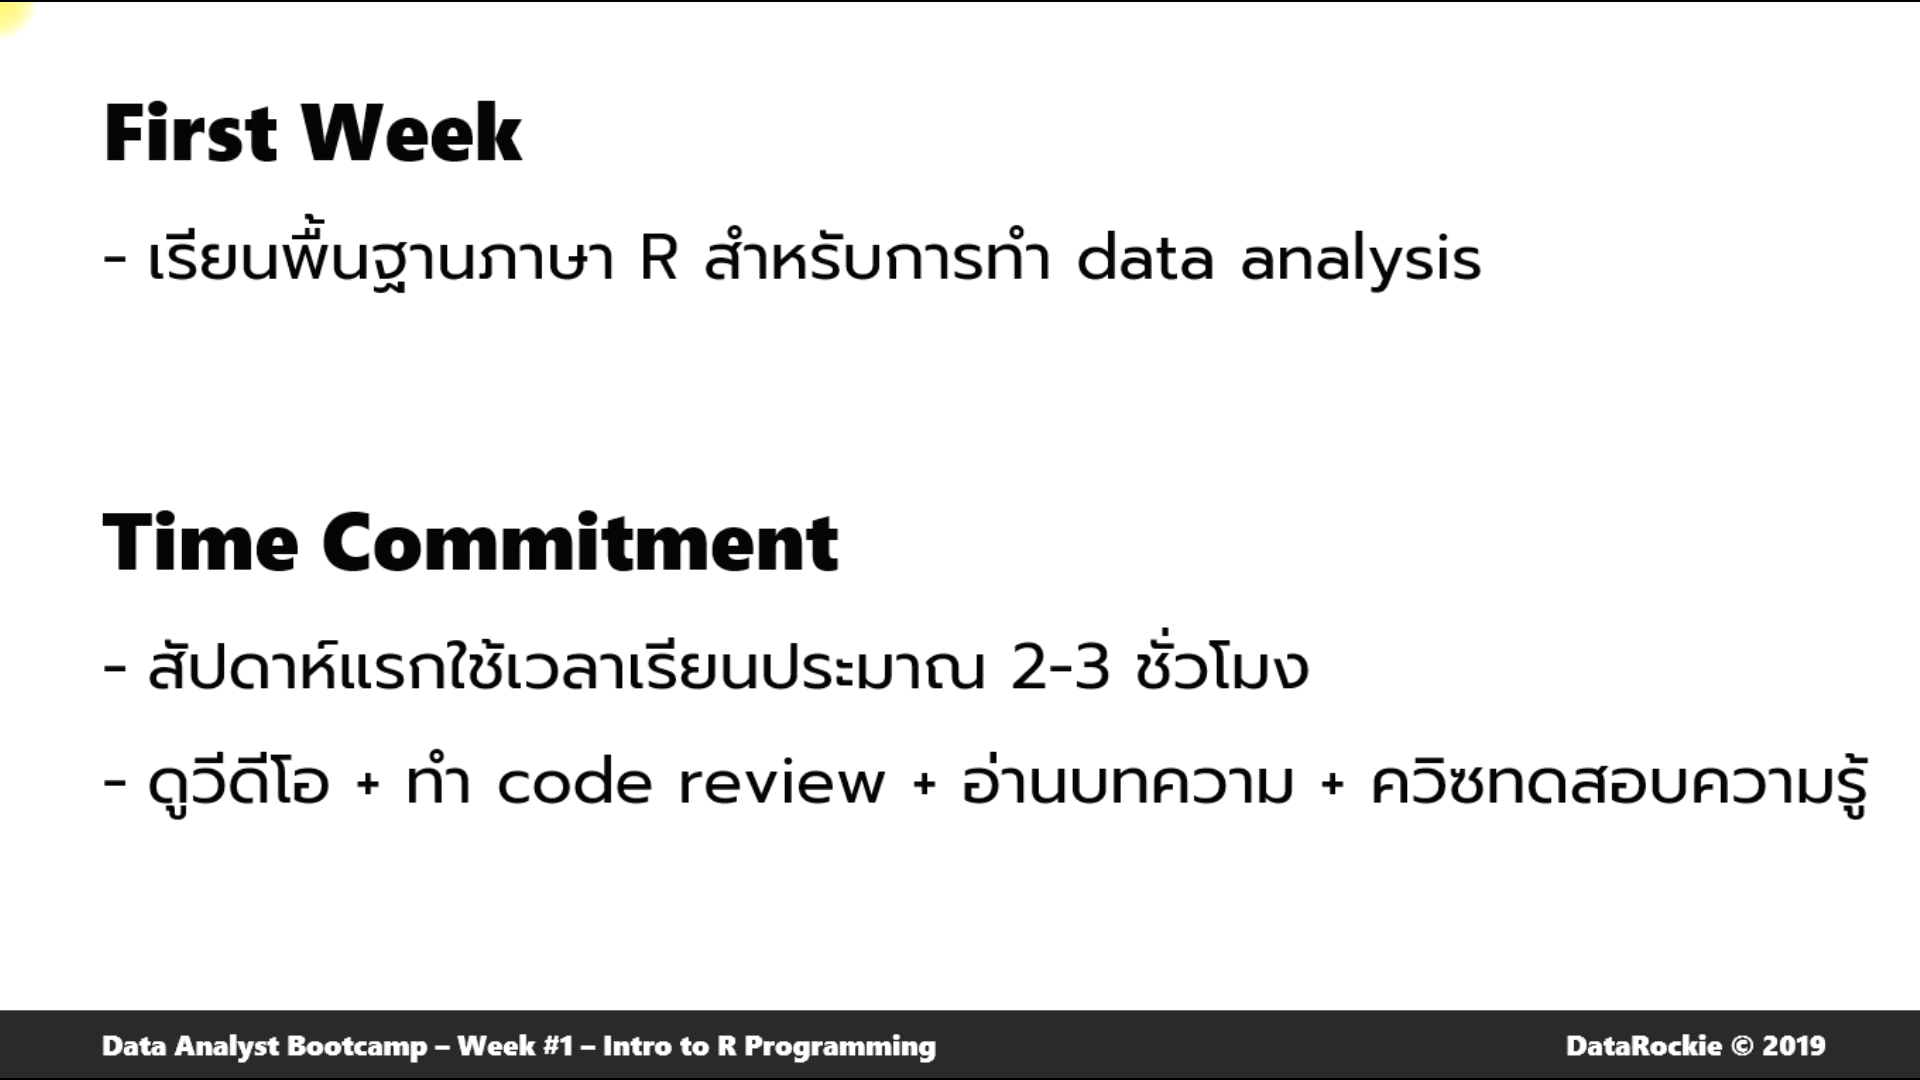 First Week
- เรียนพื้นฐานภาษา R สำหรับการทำ data analysis
Time Commitment
- สัปดาห์แรกใช้เวลาเรียนประมาณ 2-3 ชั่วโมง
- ดูวีดีโอ + ทำ code review + อ่านบทความ + ควิซทดสอบความรู้
Data Analyst Bootcamp – Week #1 – Intro to R Programming
DataRockie © 2019